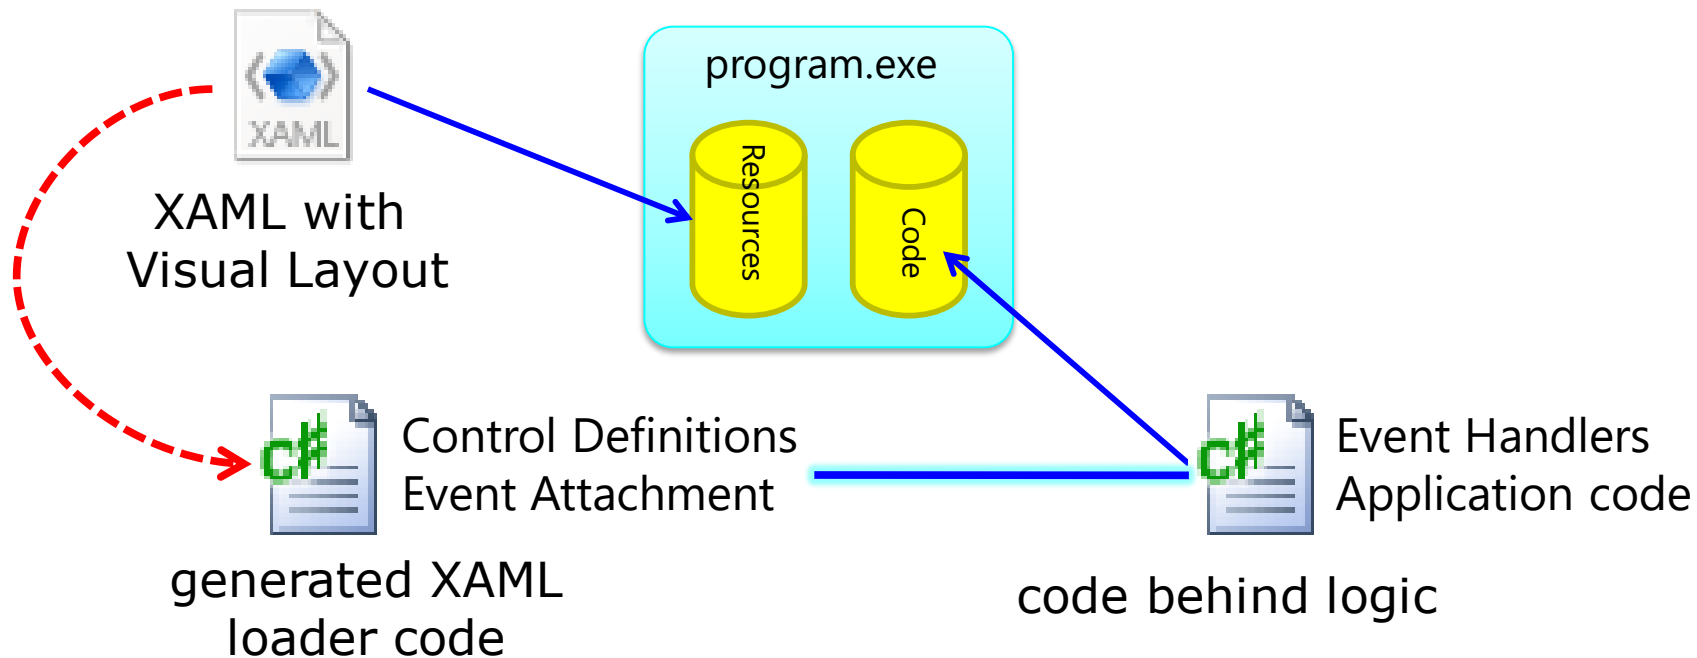 XAML
XAML with
Visual Layout
program.exe
Resources
Code
C#
Control Definitions
Event Attachment
generated XAML
loader code
C#
Event Handlers
Application code
code behind logic